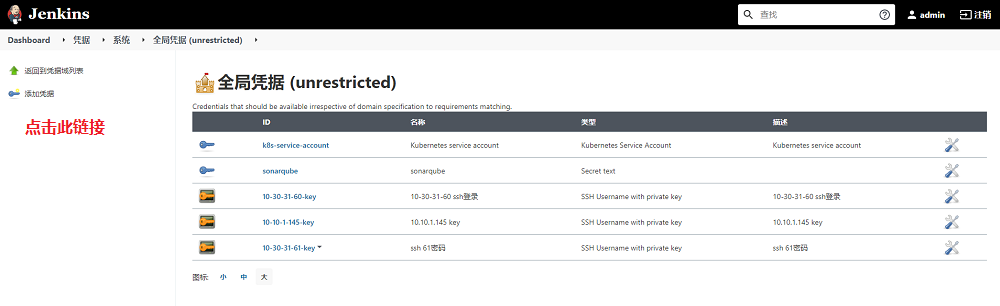 Jenkins
查找
admin
注销
Dashboard 凭据 系统 全局凭据 (unrestricted)
返回到凭据域列表
添加凭据
点击此链接
全局凭据 (unrestricted)
Credentials that should be available irrespective of domain specification to requirements matching.
ID 名称 类型 描述
k8s-service-account Kubernetes service account Kubernetes Service Account Kubernetes service account
sonarqube sonarqube Secret text
10-30-31-60-key 10-30-31-60 ssh登录 SSH Username with private key 10-30-31-60 ssh登录
10-10-1-145-key 10.10.1.145 key SSH Username with private key 10.10.1.145 key
10-30-31-61-key ssh 61密码 SSH Username with private key ssh 61密码
图标: 小 中 大